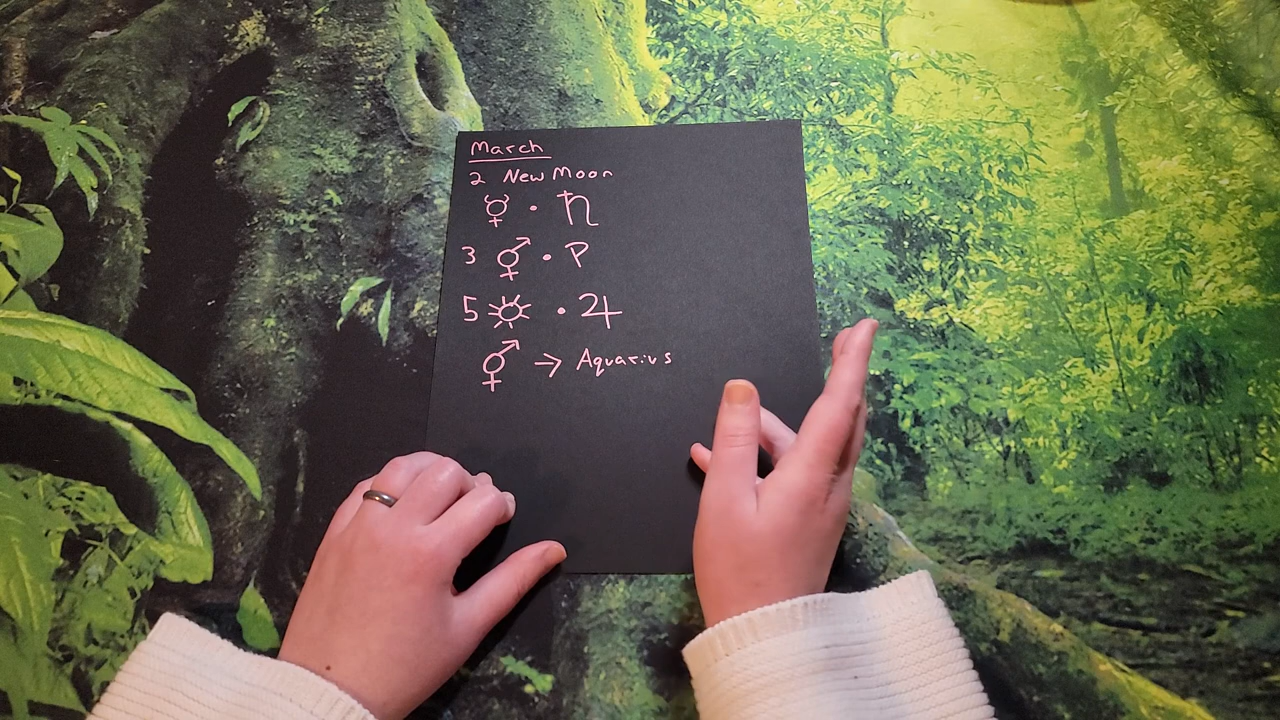 March
2 New Moon
☿ · ♄
3 ⚥ · P
5 ☼ · ♃
⚥ → Aquarius